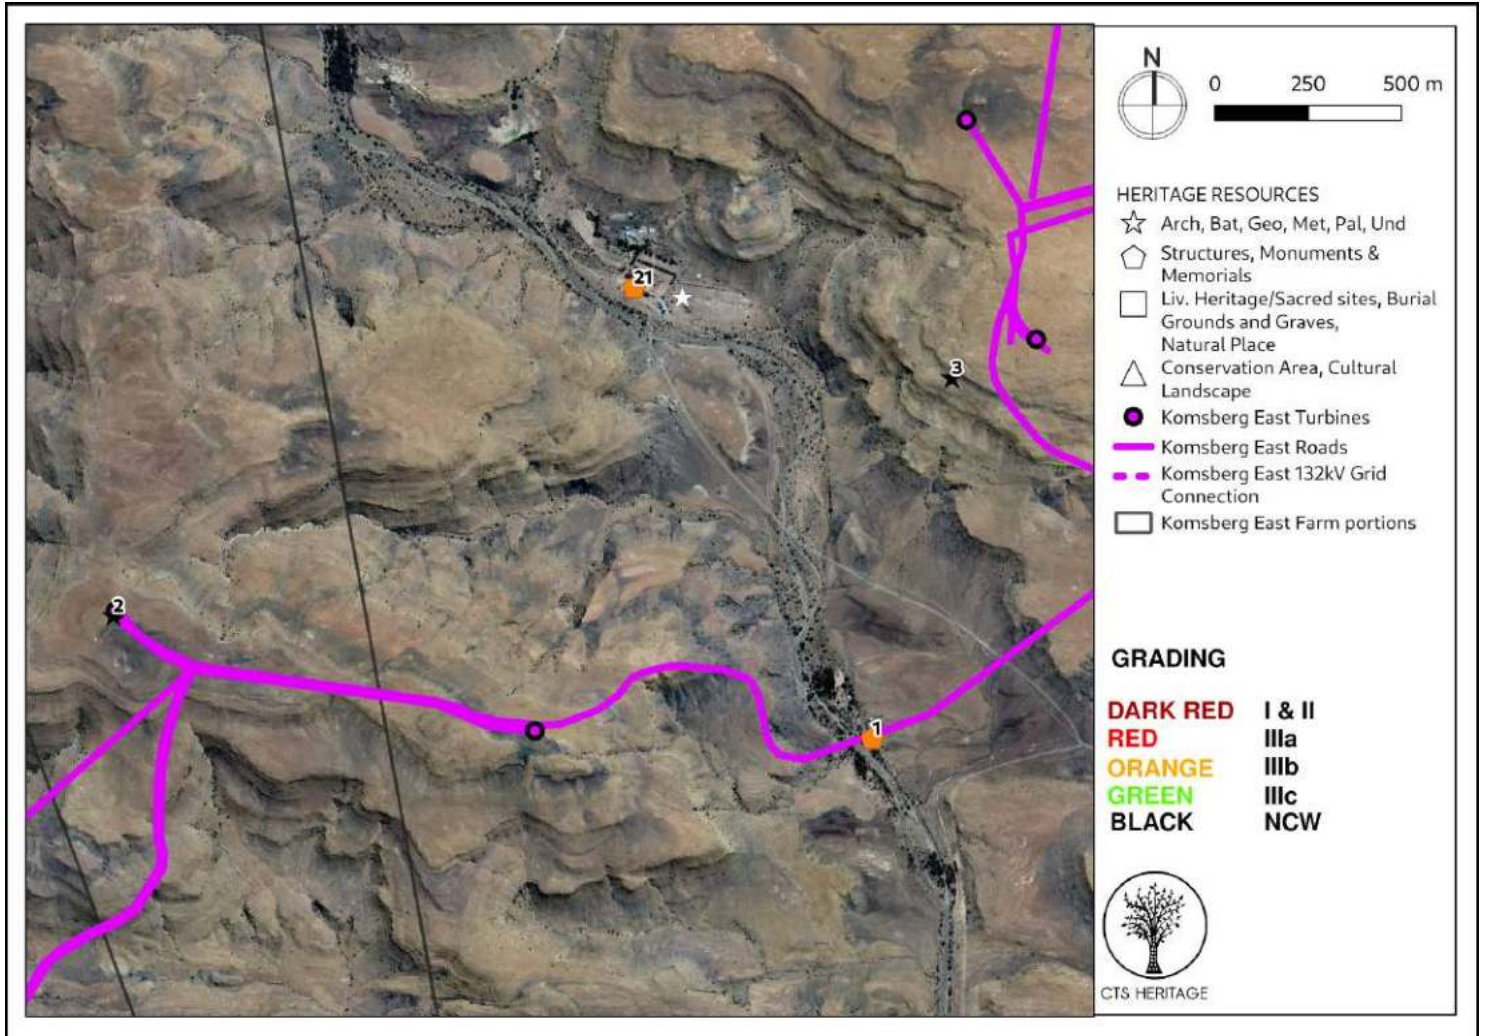 N
0 250 500 m
HERITAGE RESOURCES
Arch, Bat, Geo, Met, Pal, Und
Structures, Monuments &
Memorials
Liv. Heritage/Sacred sites, Burial
Grounds and Graves,
Natural Place
Conservation Area, Cultural
Landscape
Komsberg East Turbines
Komsberg East Roads
Komsberg East 132kV Grid
Connection
Komsberg East Farm portions
GRADING
DARK RED I & II
RED IIIa
ORANGE IIIb
GREEN IIIc
BLACK NCW
CTS HERITAGE
21
3
2
1